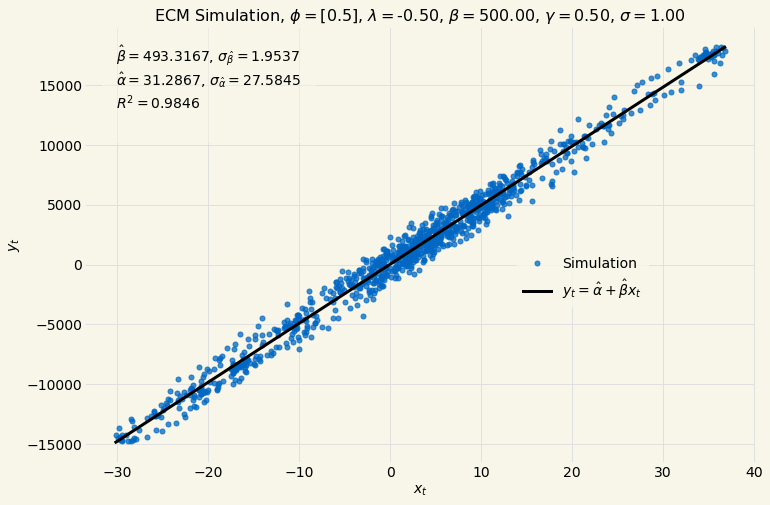 ECM Simulation, ϕ = [0.5], λ = -0.50, β = 500.00, γ = 0.50, σ = 1.00
β̂ = 493.3167, σ_β̂ = 1.9537
α̂ = 31.2867, σ_α̂ = 27.5845
R² = 0.9846
15000
10000
5000
0
−5000
−10000
−15000
y_t
Simulation
y_t = α̂ + β̂x_t
−30 −20 −10 0 10 20 30 40
x_t